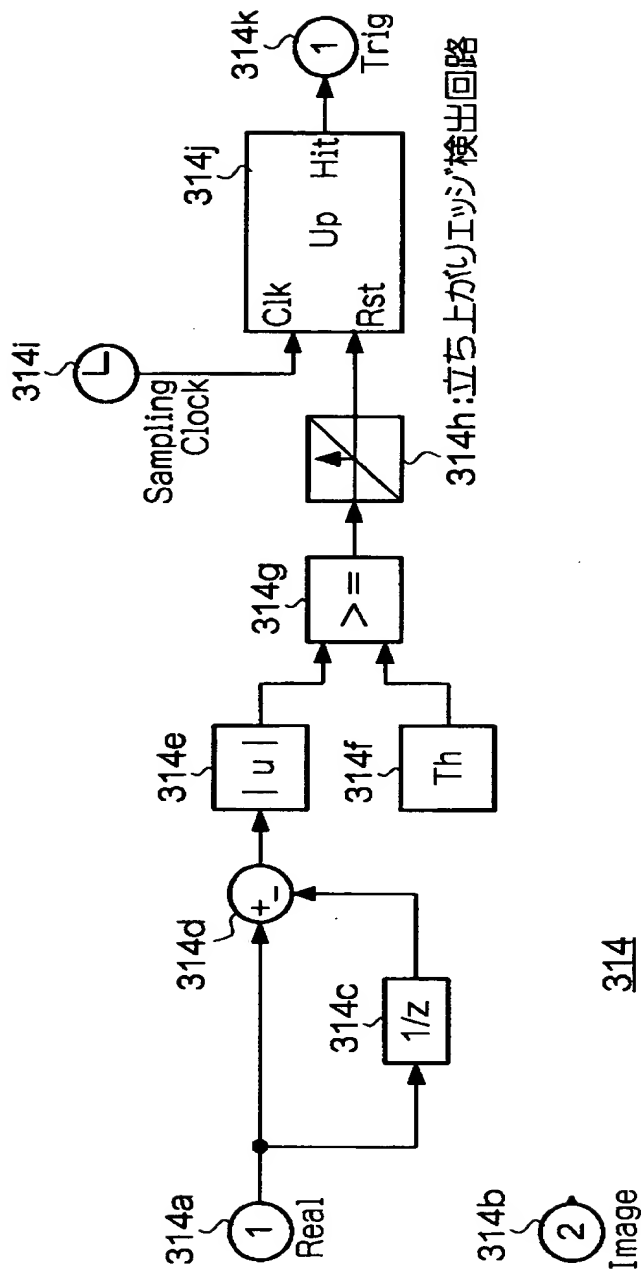 314a
1
Real
314b
2
Image
314c
1/z
314d
+
-
314e
|u|
314f
Th
314g
>=
314h:立ち上がりエッジ検出回路
314i
Sampling
Clock
314j
Clk
Up
Hit
Rst
314k
1
Trig
314